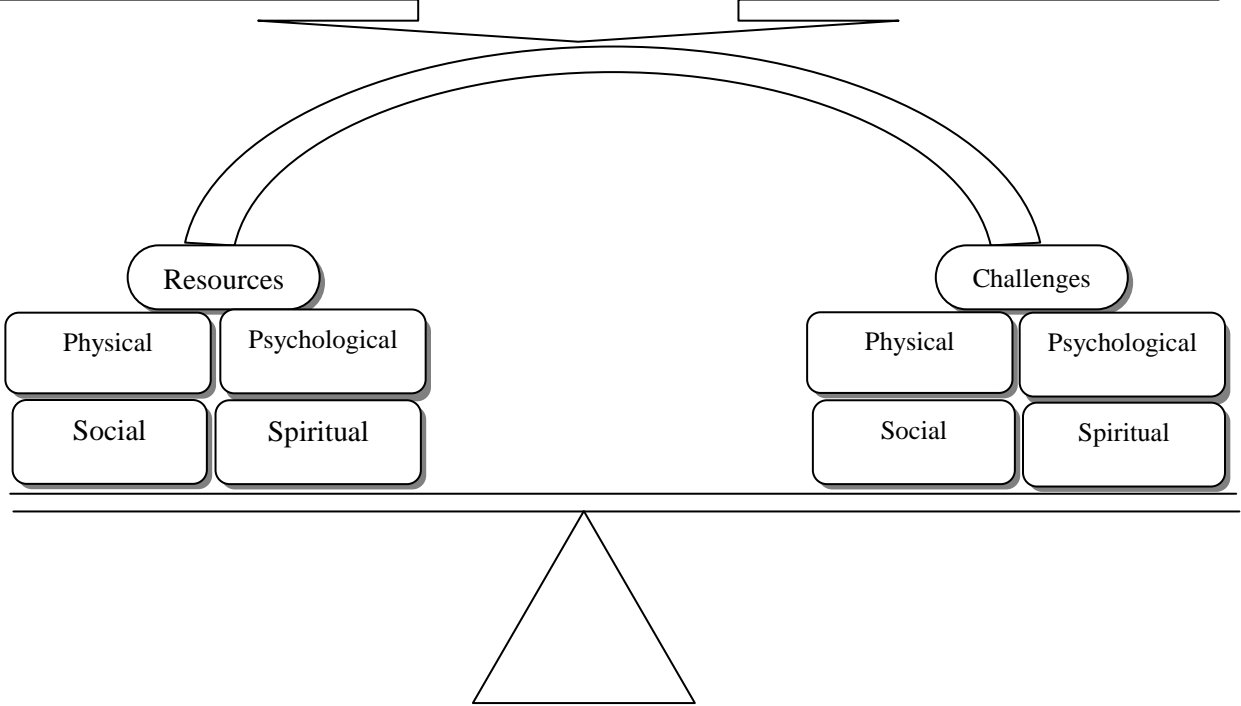 Resources
Physical
Psychological
Social
Spiritual
Challenges
Physical
Psychological
Social
Spiritual